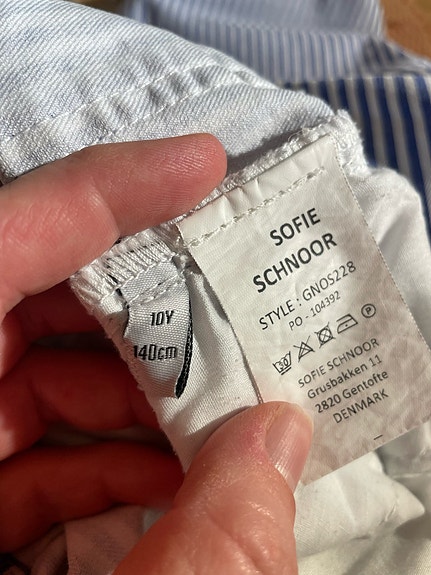 SOFIE
SCHNOOR
STYLE : GNOS228
PO - 104392
SOFIE SCHNOOR
Grusbakken 11
2820 Gentofte
DENMARK
10Y
140cm